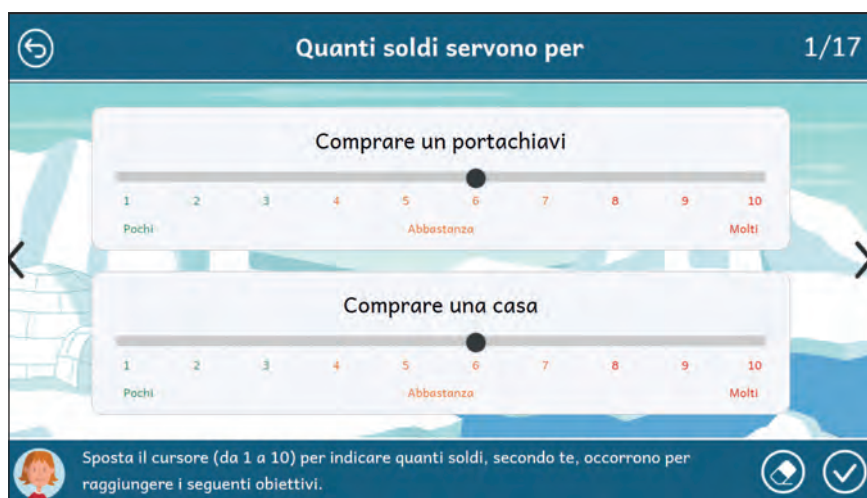 Quanti soldi servono per
1/17
Comprare un portachiavi
1 2 3 4 5 6 7 8 9 10
Pochi Abbastanza Molti
Comprare una casa
1 2 3 4 5 6 7 8 9 10
Pochi Abbastanza Molti
Sposta il cursore (da 1 a 10) per indicare quanti soldi, secondo te, occorrono per
raggiungere i seguenti obiettivi.